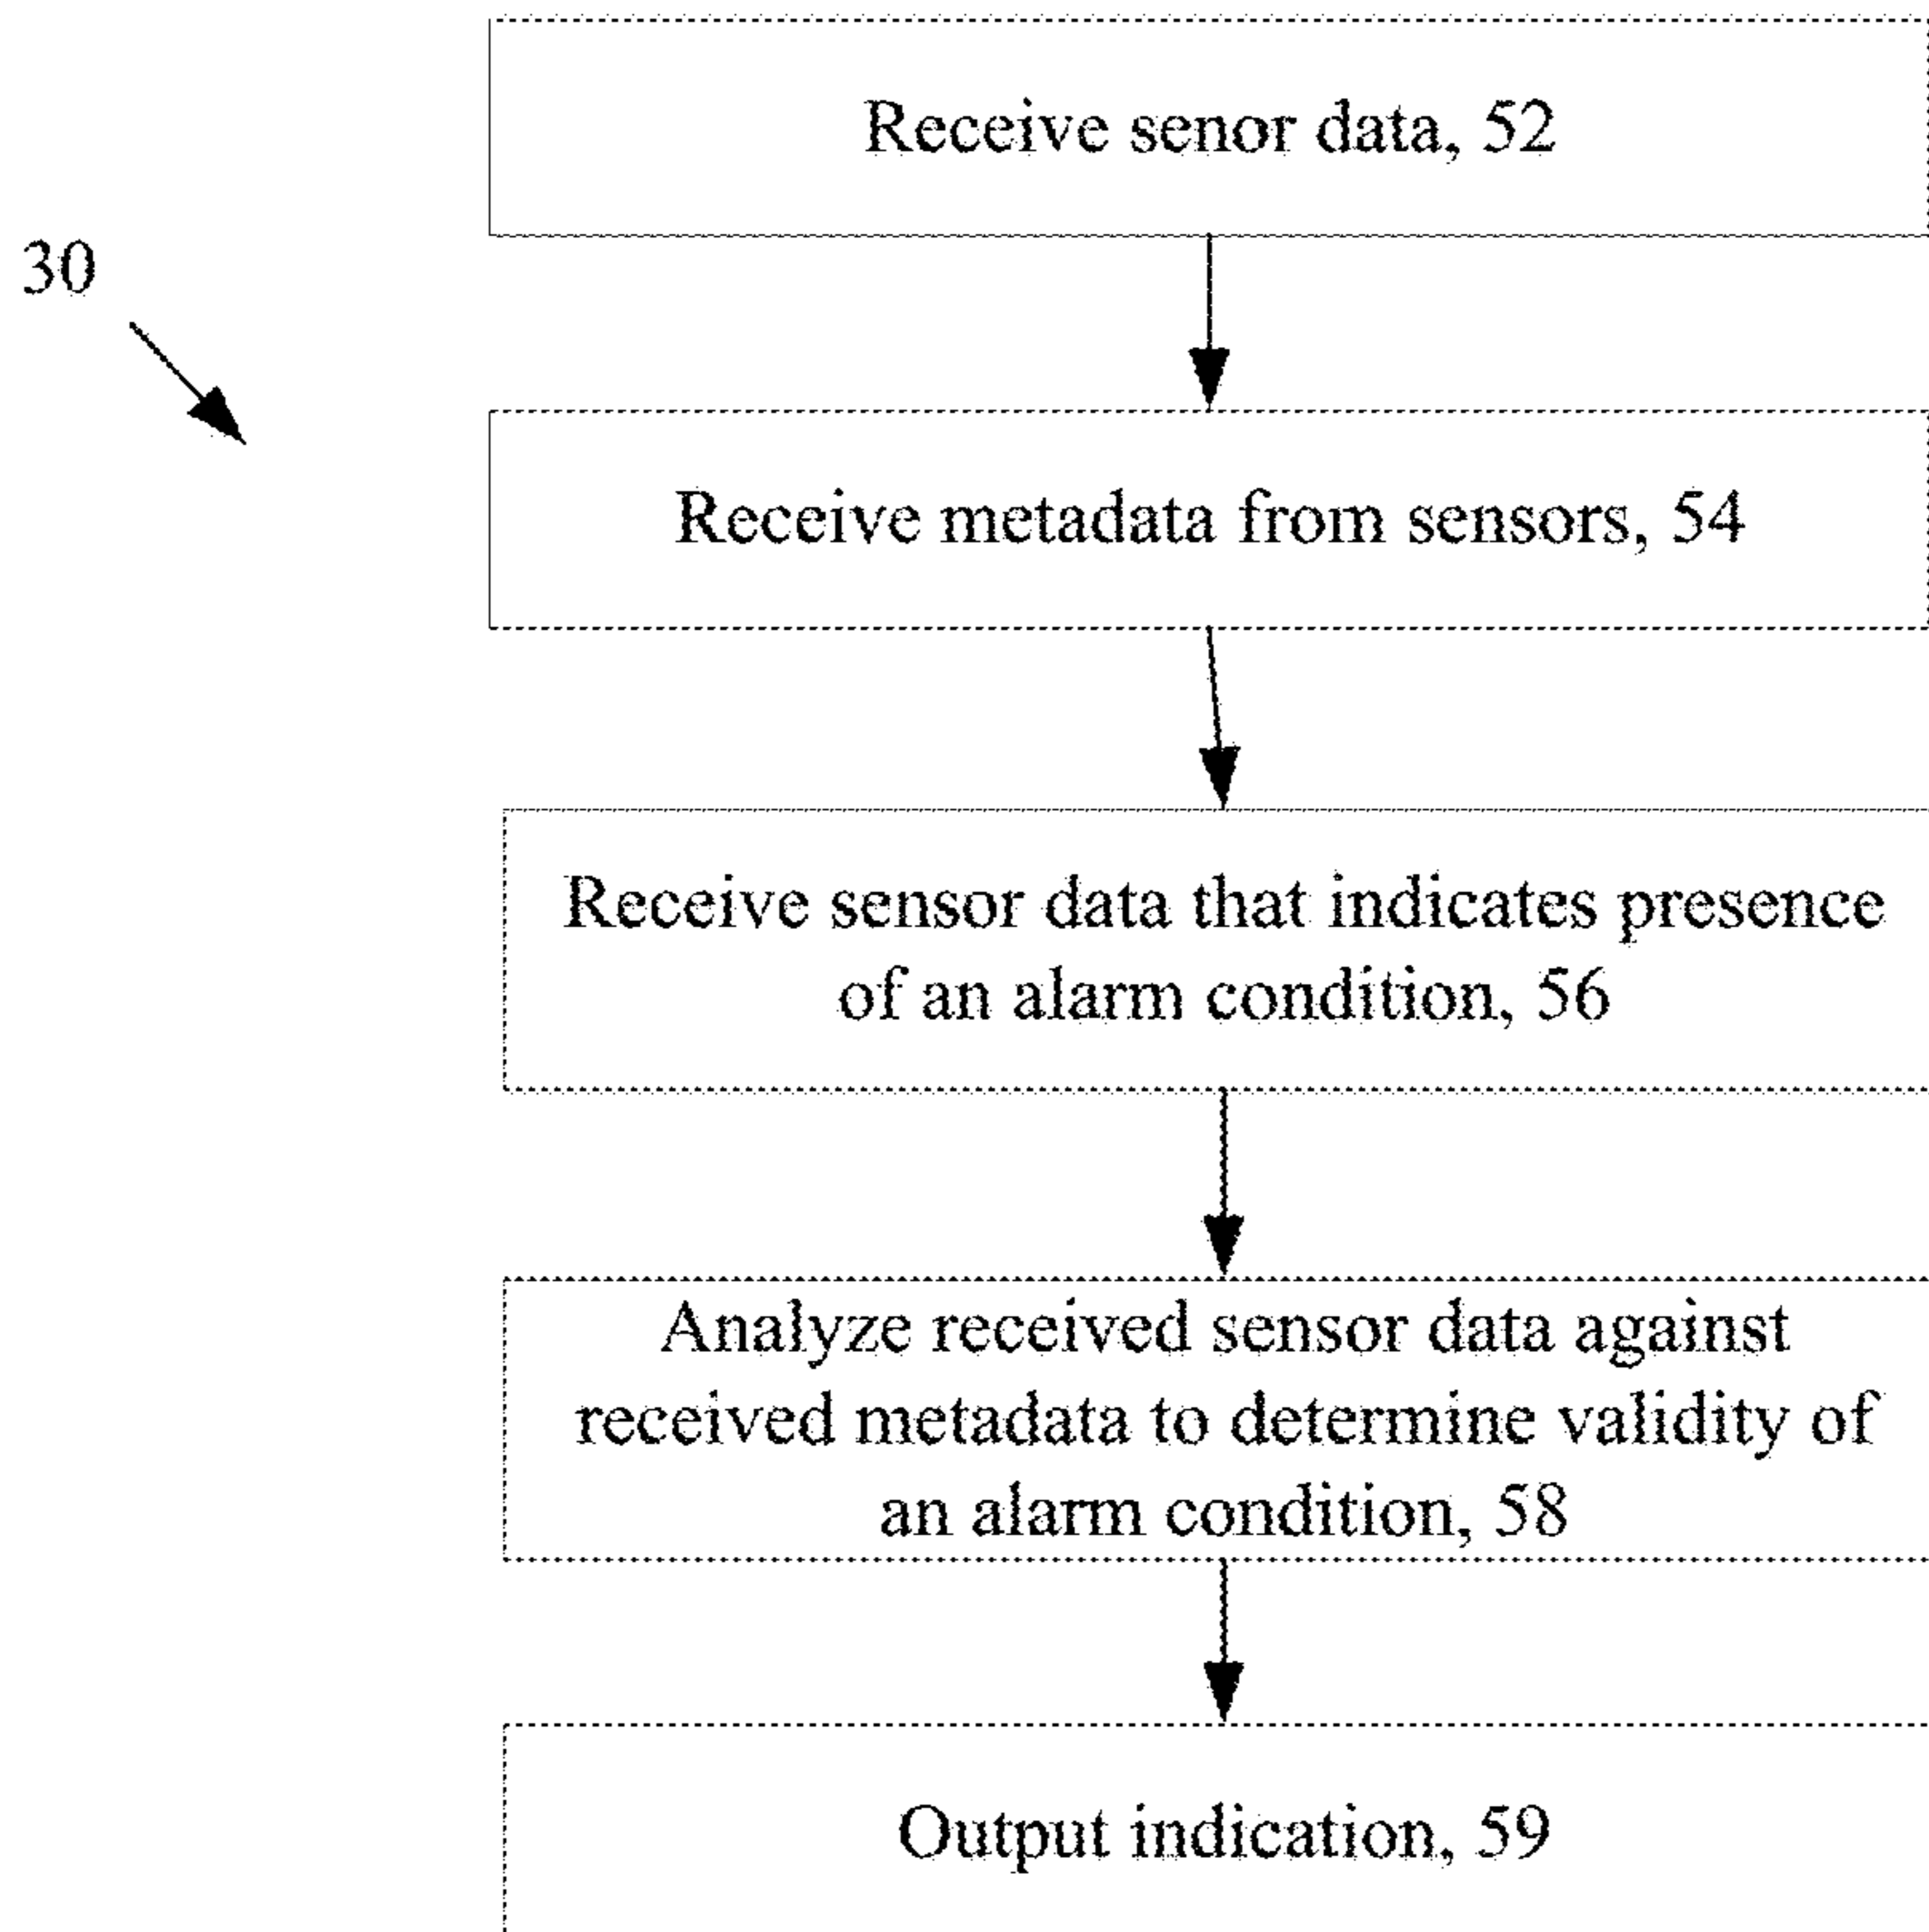 Receive senor data, 52
30
Receive metadata from sensors, 54
Receive sensor data that indicates presence
of an alarm condition, 56
Analyze received sensor data against
received metadata to determine validity of
an alarm condition, 58
Output indication, 59